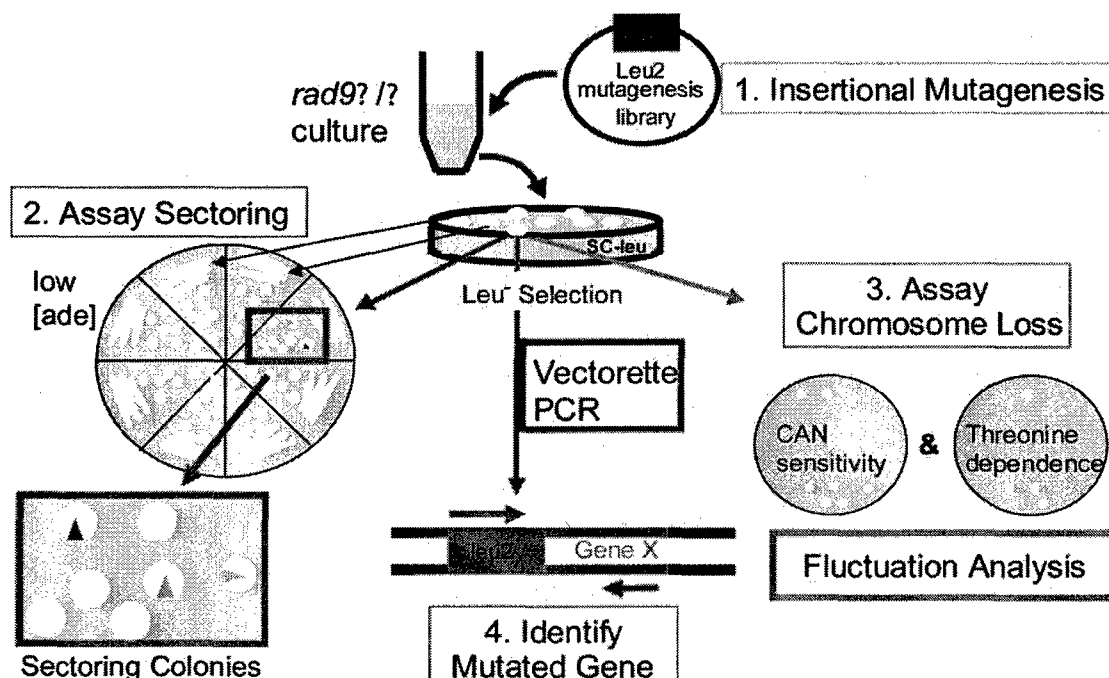 Leu2
mutagenesis
library
1. Insertional Mutagenesis
rad9? /?
culture
2. Assay Sectoring
low
[ade]
SC-leu
Leu⁻ Selection
3. Assay
Chromosome Loss
Vectorette
PCR
CAN
sensitivity
&
Threonine
dependence
leu2
Gene X
Fluctuation Analysis
4. Identify
Mutated Gene
Sectoring Colonies